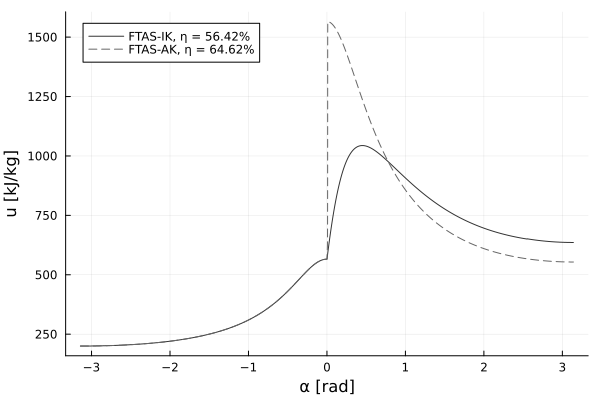 FTAS-IK, η = 56.42%
FTAS-AK, η = 64.62%
u [kJ/kg]
1500
1250
1000
750
500
250
−3 −2 −1 0 1 2 3
α [rad]